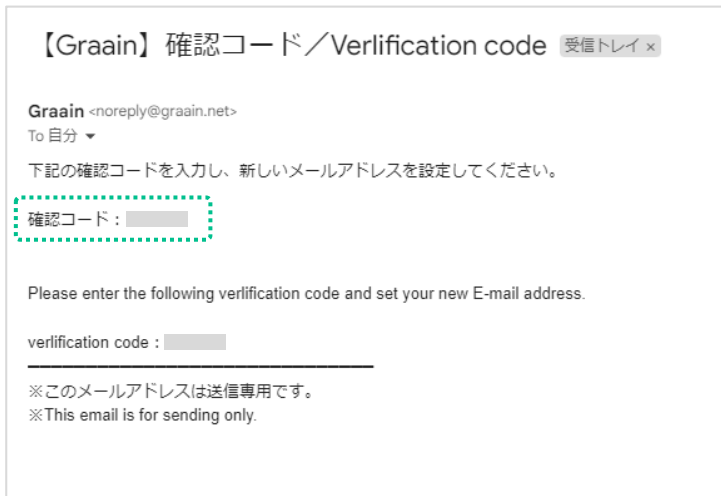 【Graain】確認コード／Verlification code 受信トレイ ×
Graain <noreply@graain.net>
To 自分
下記の確認コードを入力し、新しいメールアドレスを設定してください。
確認コード：
Please enter the following verlification code and set your new E-mail address.
verlification code：
※このメールアドレスは送信専用です。
※This email is for sending only.